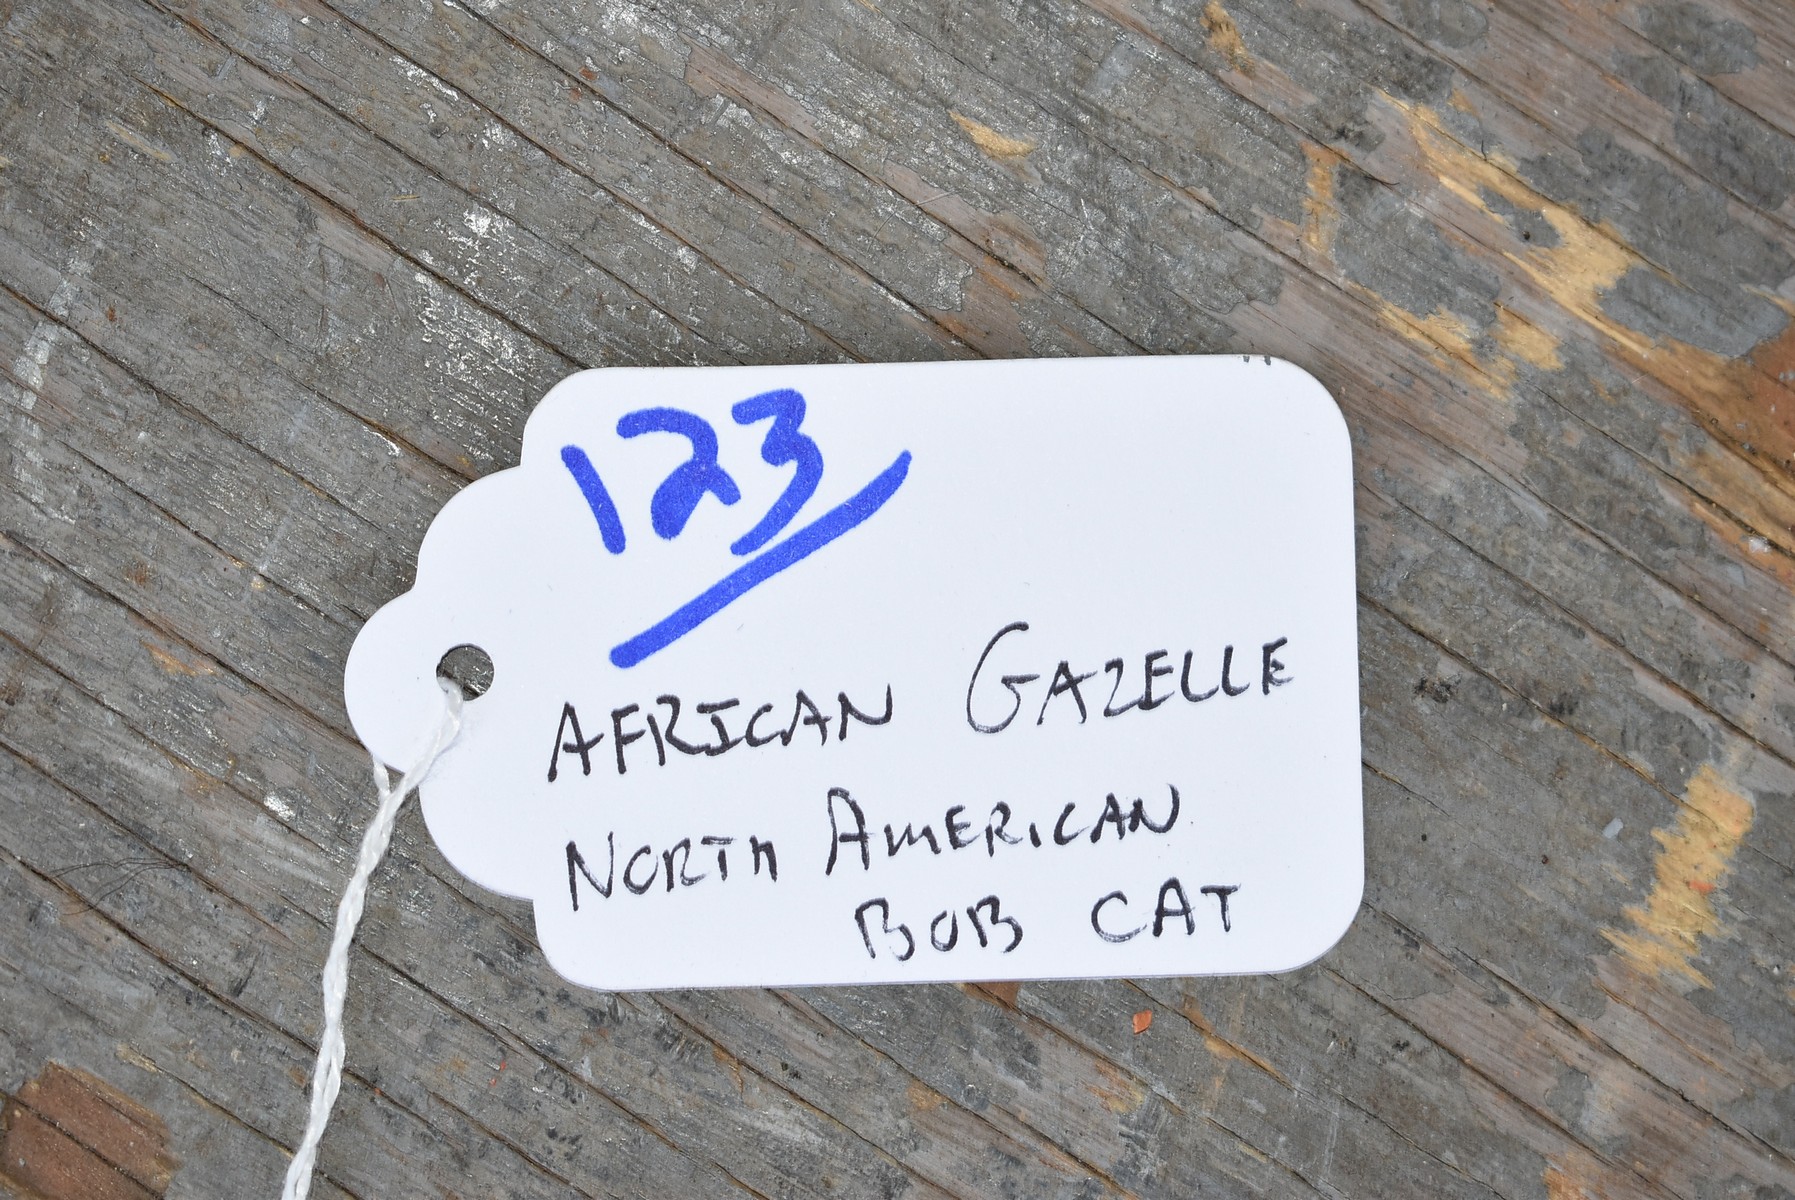 123
AFRICAN GAZELLE
NORTH AMERICAN
BOB CAT